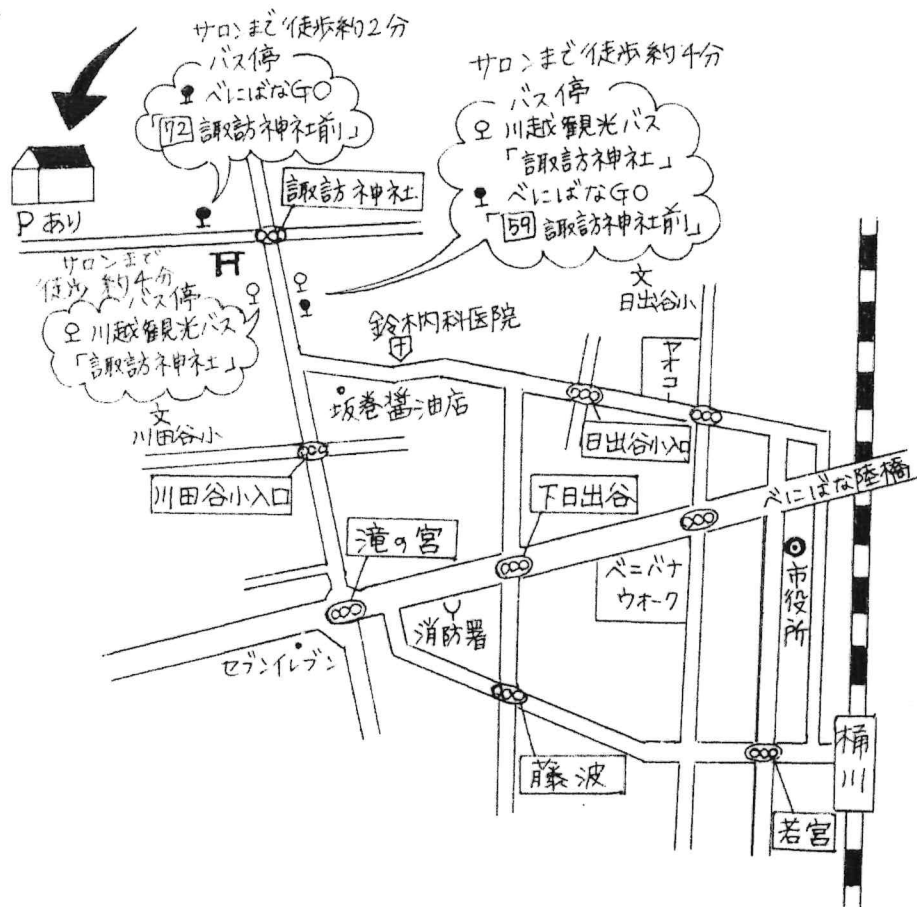 サロンまで徒歩約2分
バス停
べにばなGO
「72 諏訪神社前」
サロンまで徒歩約4分
バス停
川越観光バス
「諏訪神社」
べにばなGO
「59 諏訪神社前」
Pあり
諏訪神社
サロンまで
徒歩約4分
バス停
川越観光バス
「諏訪神社」
文
日出谷小
鈴木内科医院
ヤオコー
坂巻醤油店
文
川田谷小
日出谷小入口
川田谷小入口
下日出谷
べにばな陸橋
滝の宮
ベニバナ
ウォーク
市役所
消防署
セブンイレブン
藤波
桶川
若宮